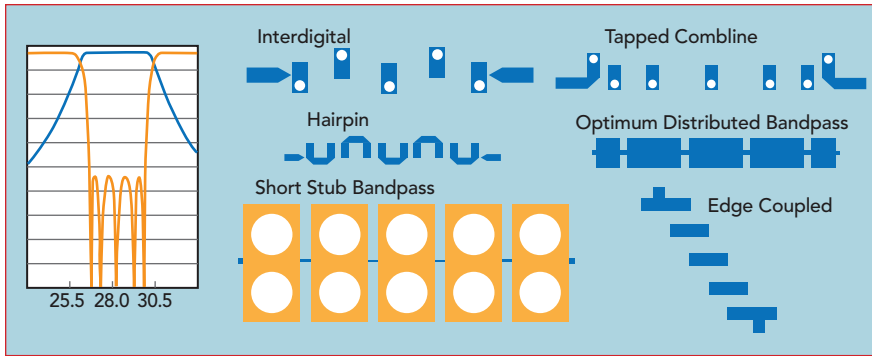 Interdigital
Tapped Combline
Hairpin
Optimum Distributed Bandpass
Short Stub Bandpass
Edge Coupled
25.5 28.0 30.5